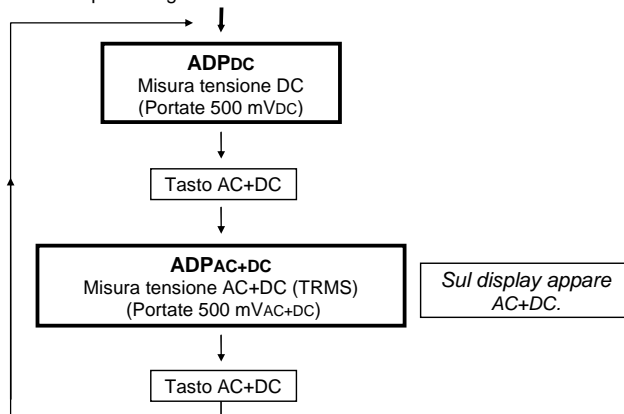 ADPDC
Misura tensione DC
(Portate 500 mVDC)
Tasto AC+DC
ADPAC+DC
Misura tensione AC+DC (TRMS)
(Portate 500 mVAC+DC)
Sul display appare
AC+DC.
Tasto AC+DC